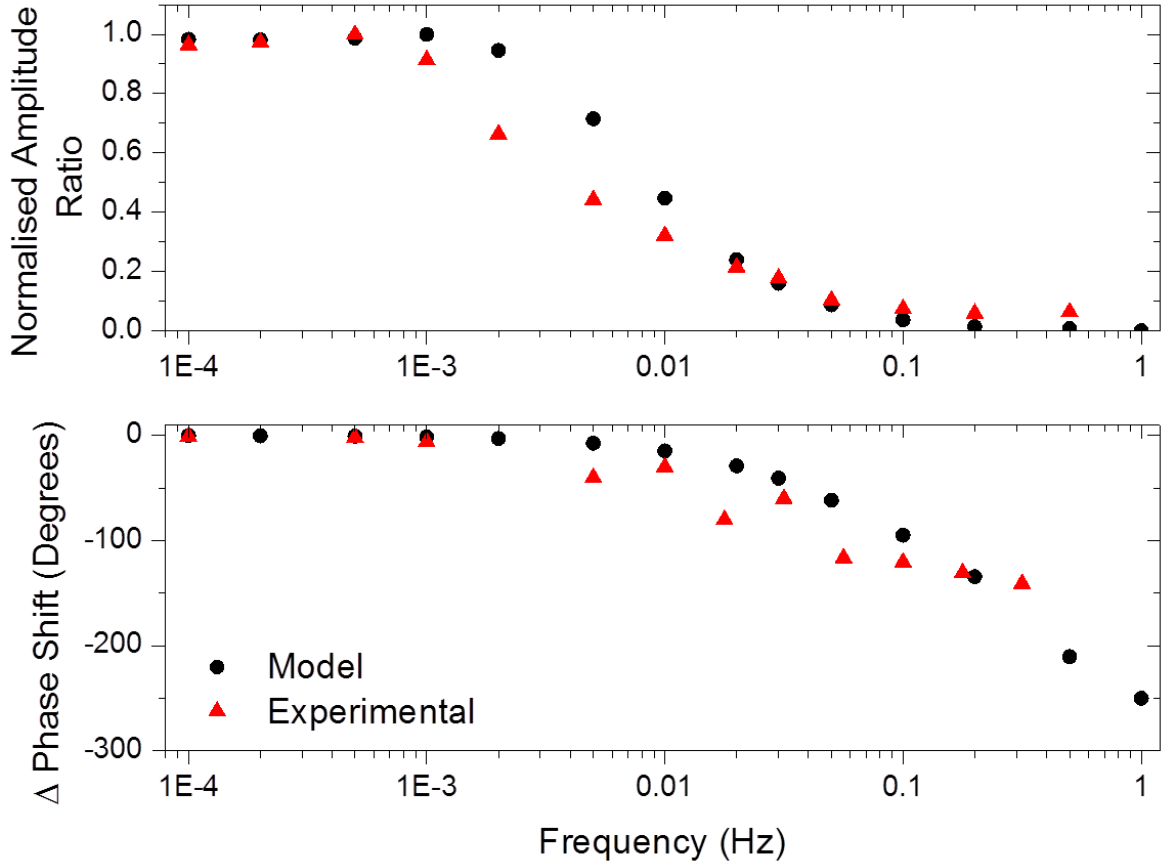 Normalised Amplitude
Ratio
1.0
0.8
0.6
0.4
0.2
0.0
1E-4
1E-3
0.01
0.1
1
Δ Phase Shift (Degrees)
0
-100
-200
-300
Model
Experimental
1E-4
1E-3
0.01
0.1
1
Frequency (Hz)